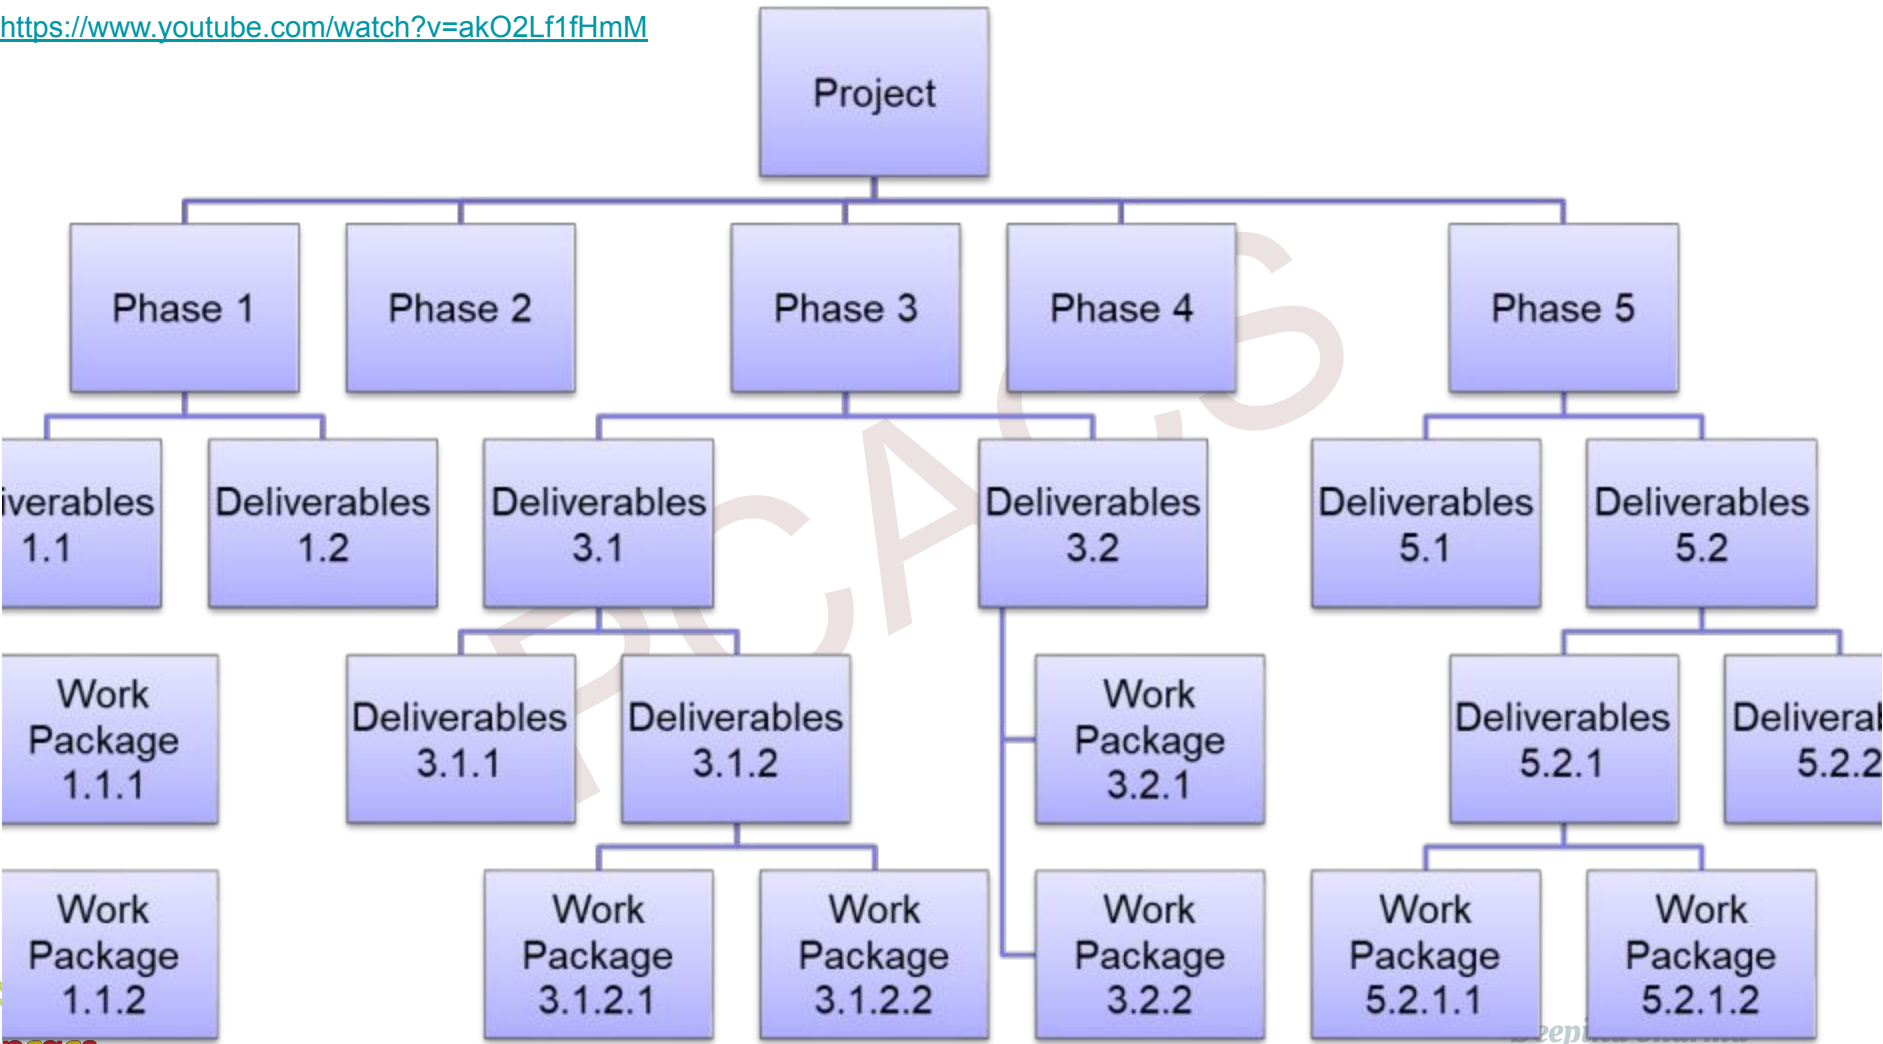 https://www.youtube.com/watch?v=akO2Lf1fHmM
Project
Phase 1
Phase 2
Phase 3
Phase 4
Phase 5
iverables
1.1
Deliverables
1.2
Deliverables
3.1
Deliverables
3.2
Deliverables
5.1
Deliverables
5.2
Work
Package
1.1.1
Deliverables
3.1.1
Deliverables
3.1.2
Work
Package
3.2.1
Deliverables
5.2.1
Deliveral
5.2.2
Work
Package
1.1.2
Work
Package
3.1.2.1
Work
Package
3.1.2.2
Work
Package
3.2.2
Work
Package
5.2.1.1
Work
Package
5.2.1.2
PCACS